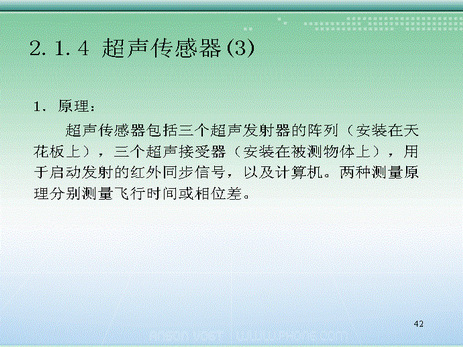 2.1.4 超声传感器(3)
1. 原理：
超声传感器包括三个超声发射器的阵列（安装在天
花板上），三个超声接受器（安装在被测物体上），用
于启动发射的红外同步信号，以及计算机。两种测量原
理分别测量飞行时间或相位差。
42